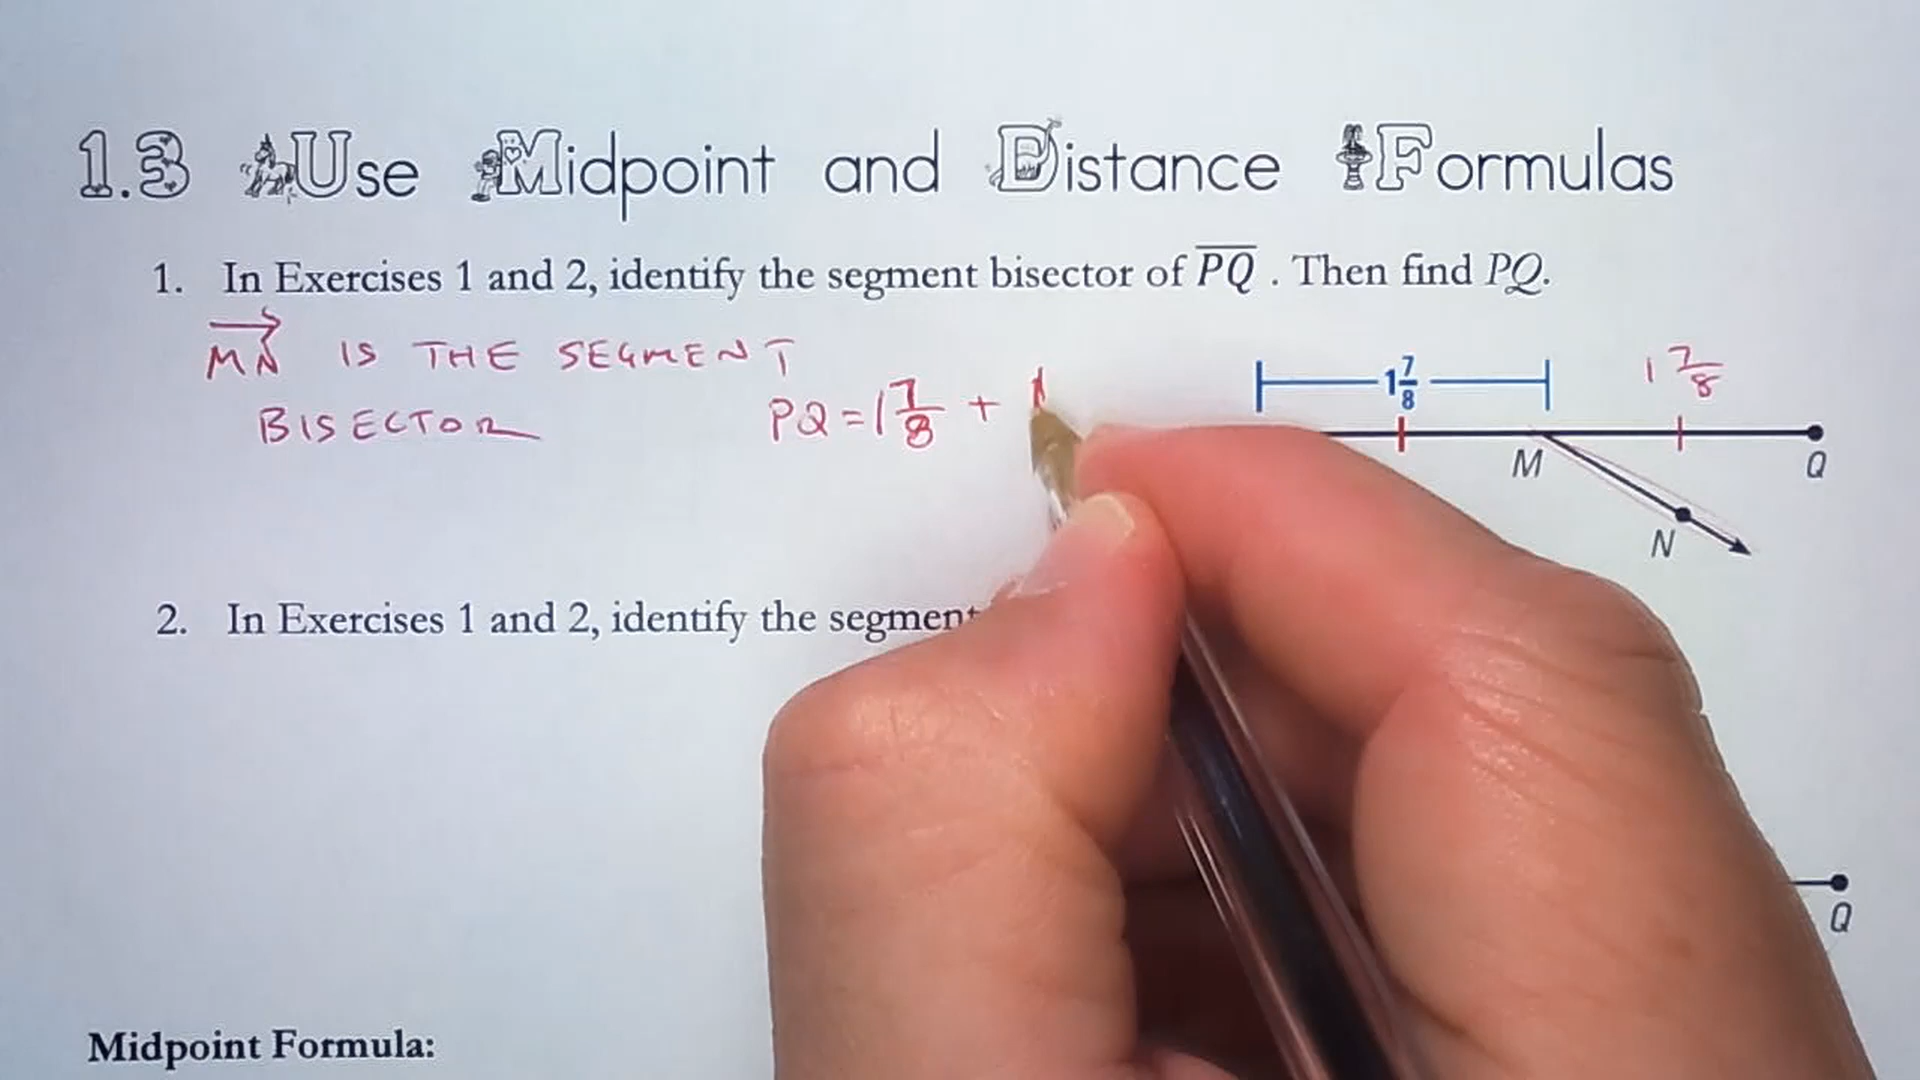 1.3 Use Midpoint and Distance Formulas
1. In Exercises 1 and 2, identify the segment bisector of PQ . Then find PQ.
MN IS THE SEGMENT
BISECTOR
PQ = 1 7/8 +
1 7/8
1 7/8
M
Q
N
2. In Exercises 1 and 2, identify the segment
Q
Midpoint Formula: